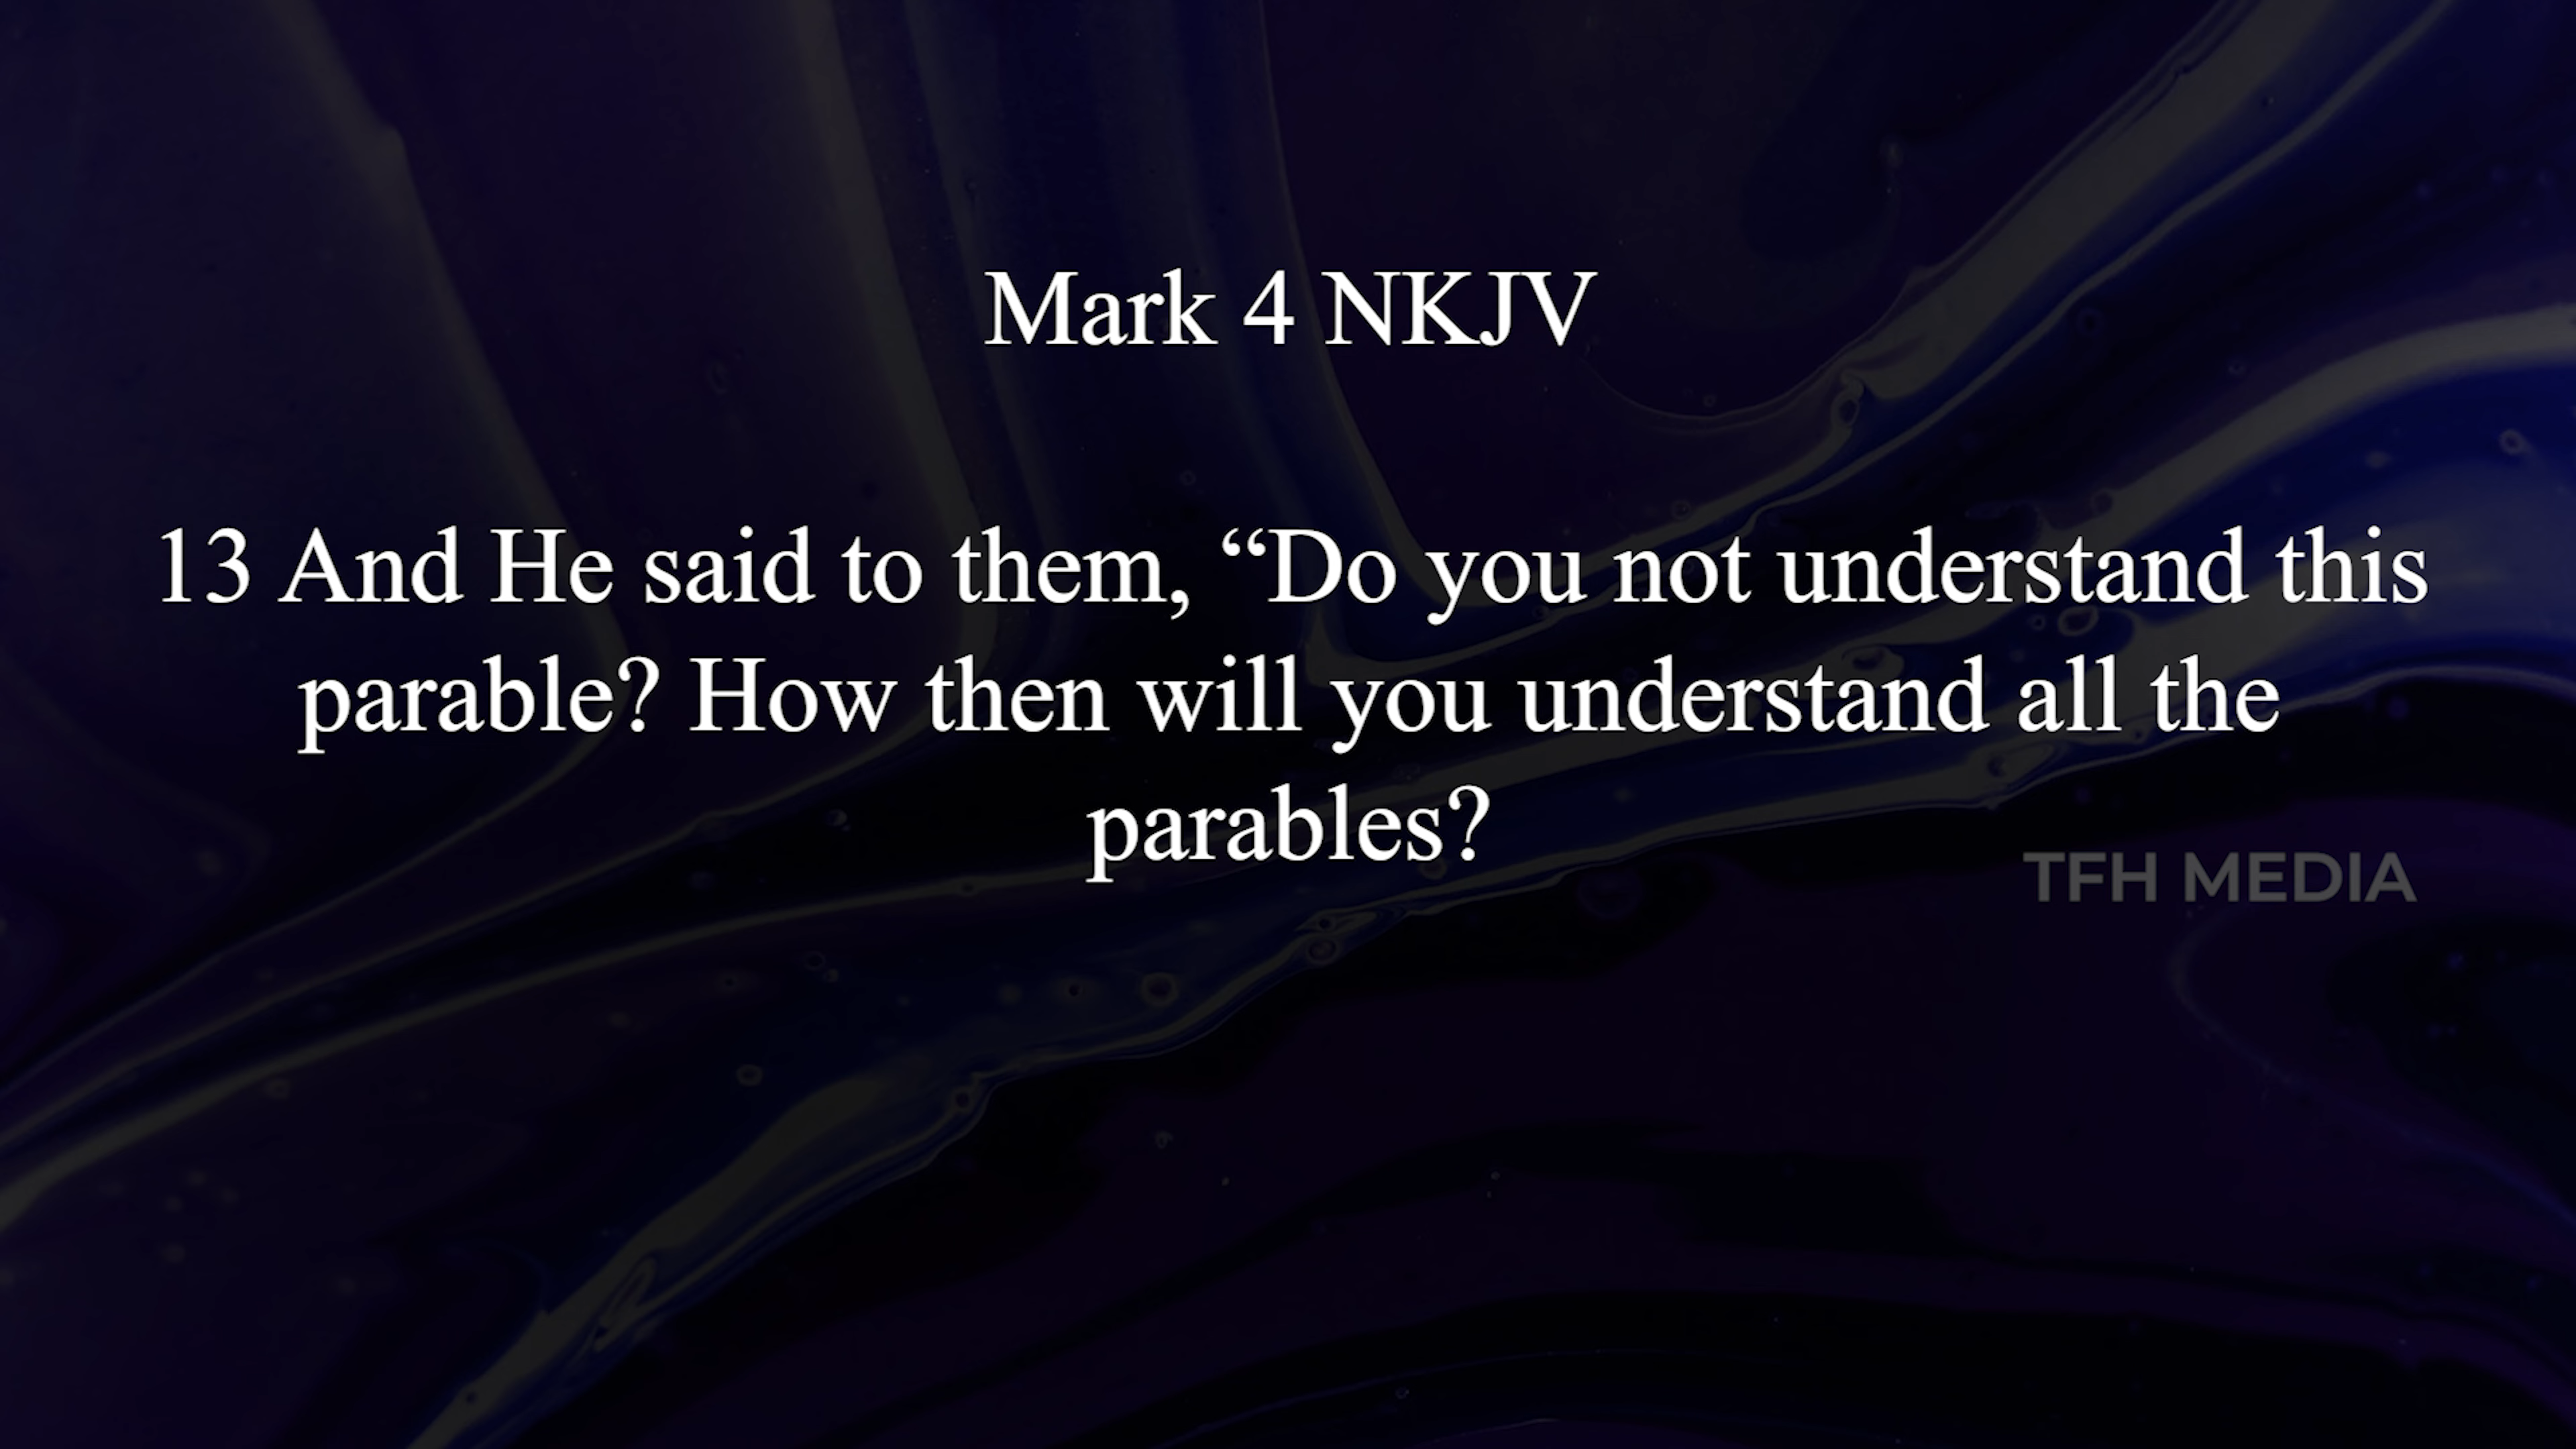 Mark 4 NKJV
13 And He said to them, “Do you not understand this
parable? How then will you understand all the
parables?
TFH MEDIA